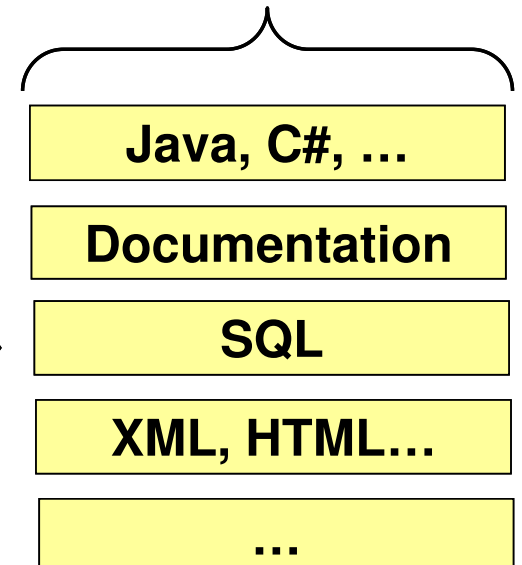 Java, C#, …
Documentation
SQL
XML, HTML…
…